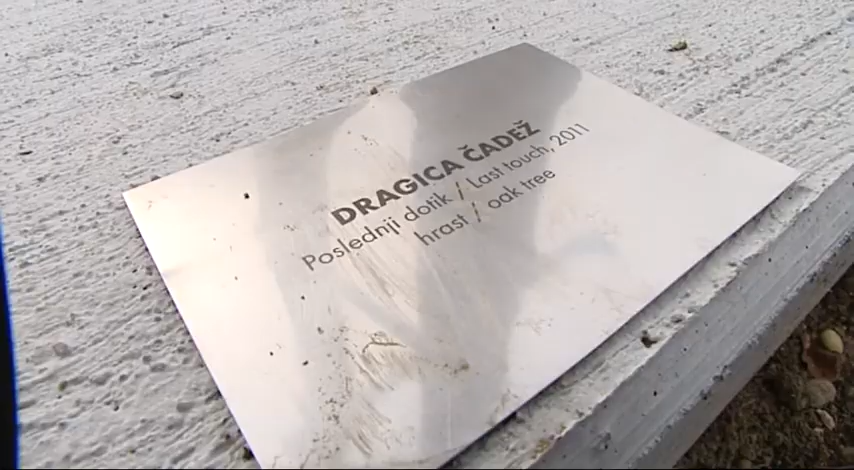 DRAGICA ČADEŽ
Poslednji dotik / Last touch, 2011
hrast / oak tree